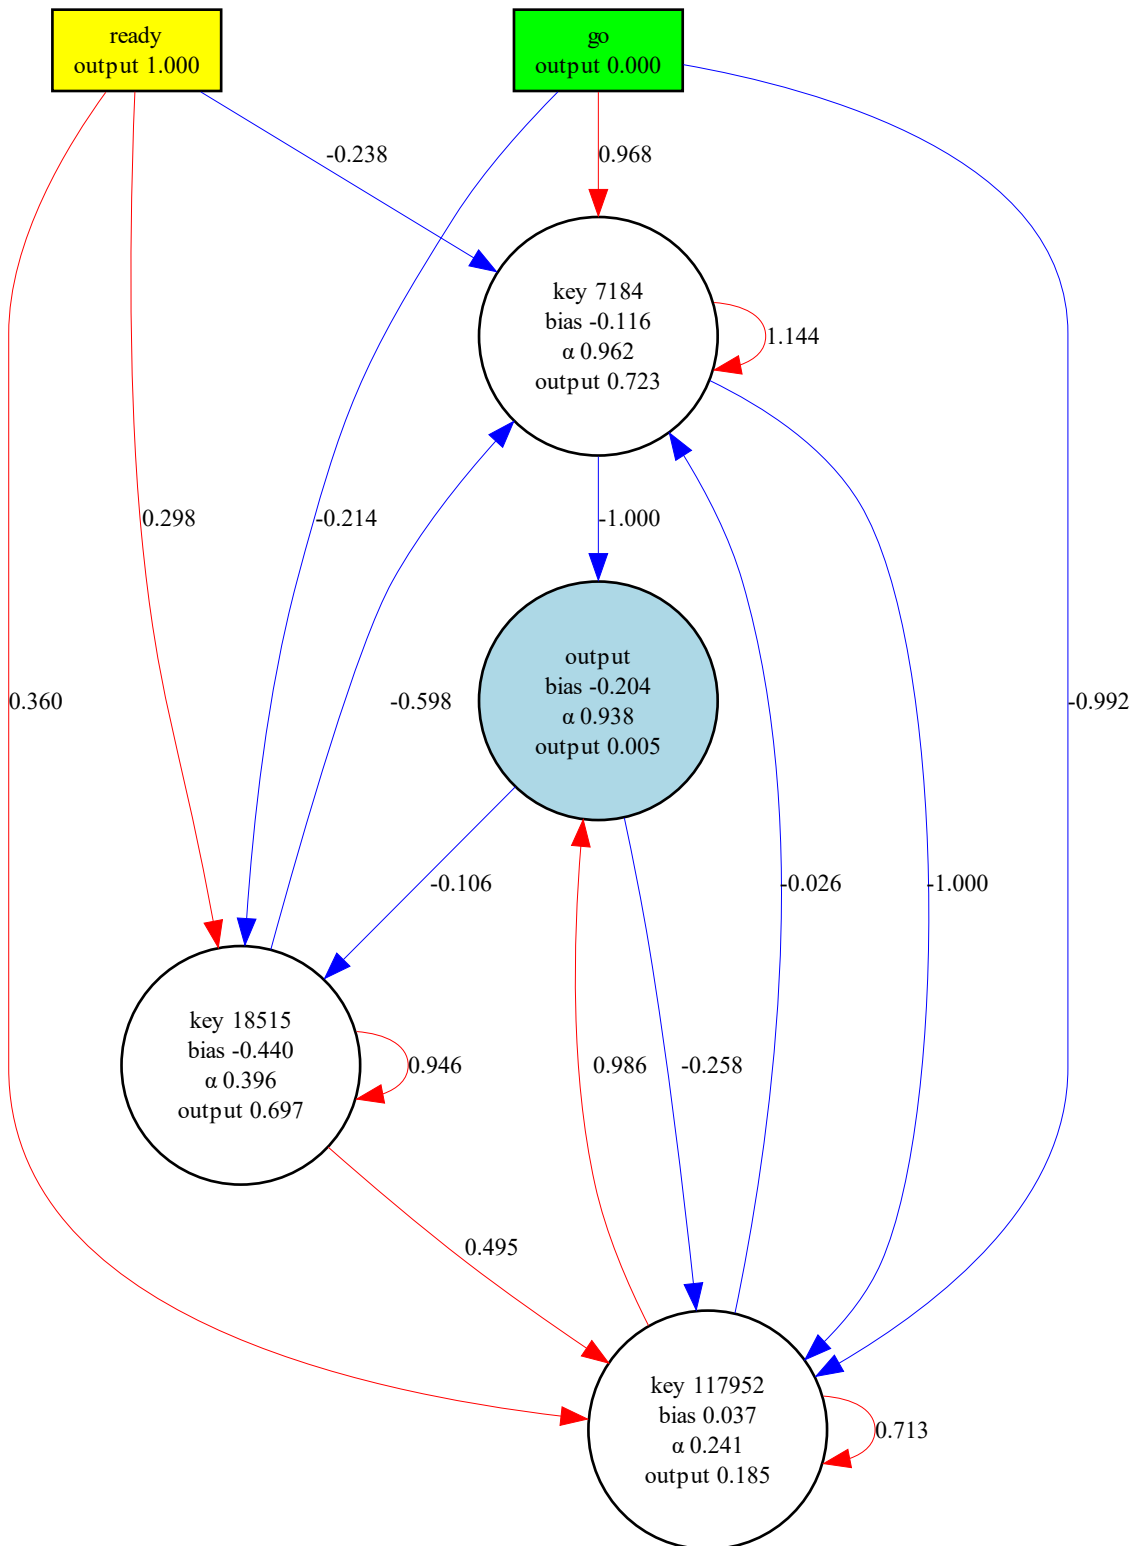 ready
output 1.000
go
output 0.000
-0.238
0.968
key 7184
bias -0.116
α 0.962
output 0.723
1.144
0.298
-0.214
-1.000
output
bias -0.204
α 0.938
output 0.005
0.360
-0.598
-0.992
-0.106
-0.026
-1.000
key 18515
bias -0.440
α 0.396
output 0.697
0.946
0.986
-0.258
0.495
key 117952
bias 0.037
α 0.241
output 0.185
0.713